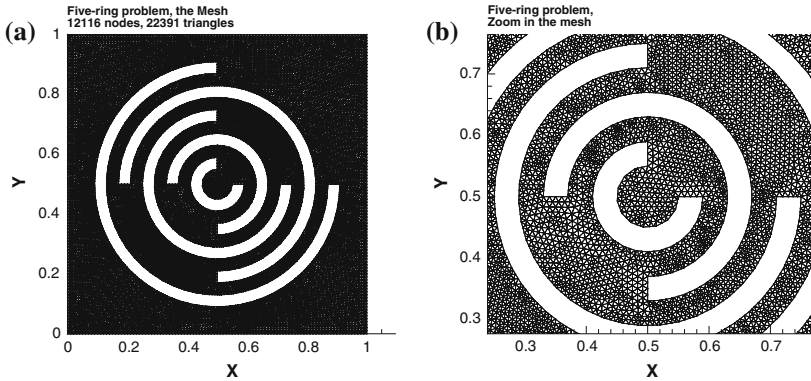 Five-ring problem, the Mesh
12116 nodes, 22391 triangles
(a)
1
0.8
0.6
0.4
0.2
0
Y
0 0.2 0.4 0.6 0.8 1
X
Five-ring problem,
Zoom in the mesh
(b)
0.7
0.6
0.5
0.4
0.3
Y
0.3 0.4 0.5 0.6 0.7
X